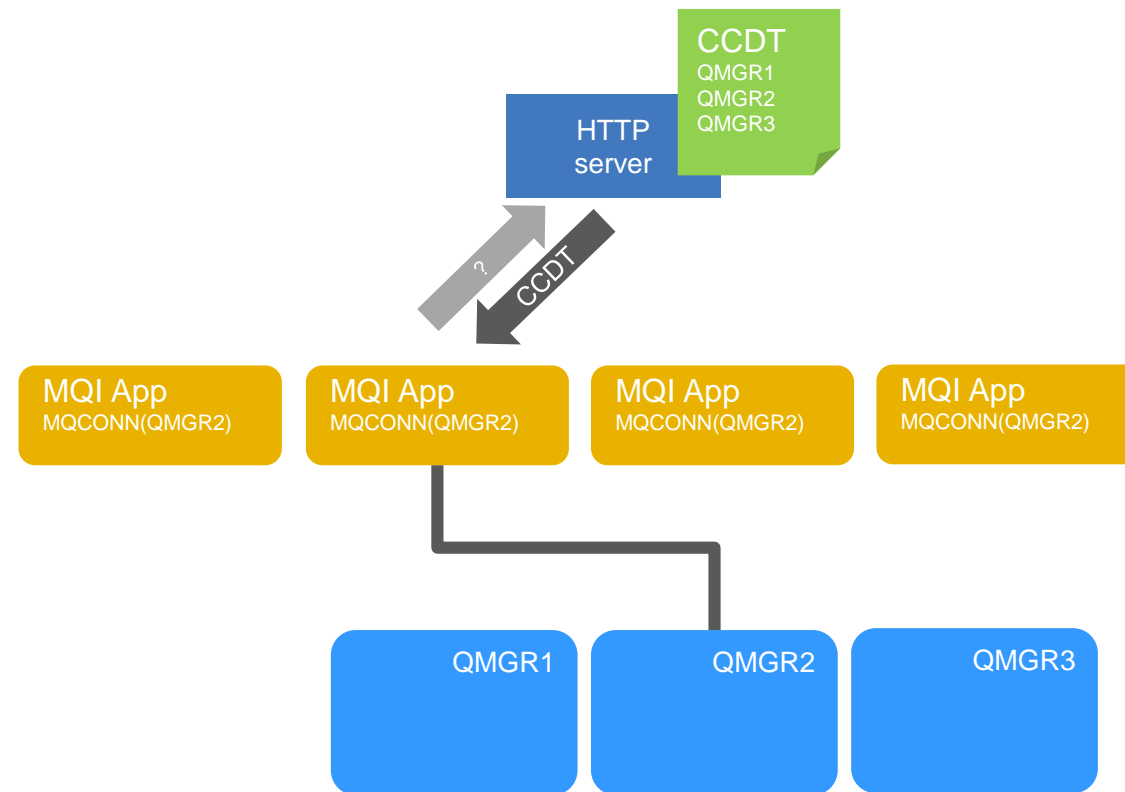 CCDT
QMGR1
QMGR2
QMGR3
HTTP
server
?
CCDT
MQI App
MQCONN(QMGR2)
MQI App
MQCONN(QMGR2)
MQI App
MQCONN(QMGR2)
MQI App
MQCONN(QMGR2)
QMGR1
QMGR2
QMGR3